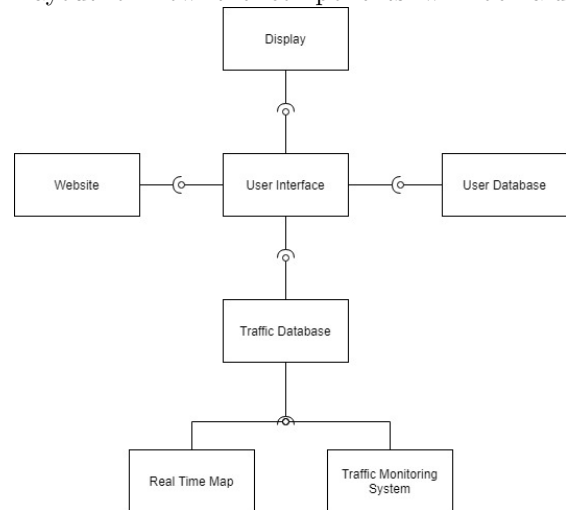 Display
Website
User Interface
User Database
Traffic Database
Real Time Map
Traffic Monitoring
System